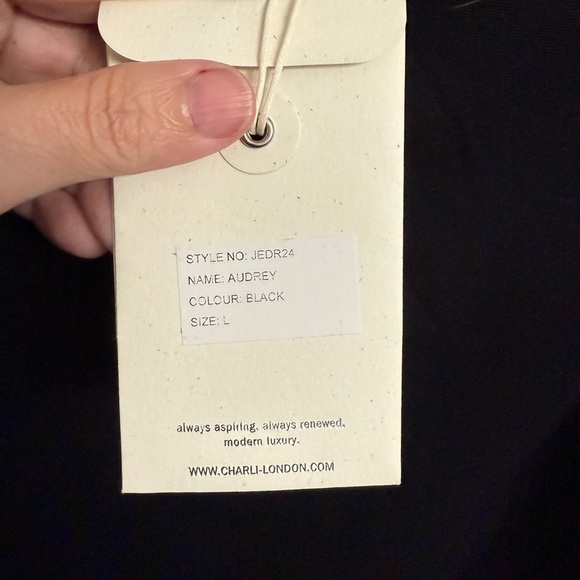 STYLE NO: JEDR24
NAME: AUDREY
COLOUR: BLACK
SIZE: L
always aspiring. always renewed.
modern luxury.
WWW.CHARLI-LONDON.COM